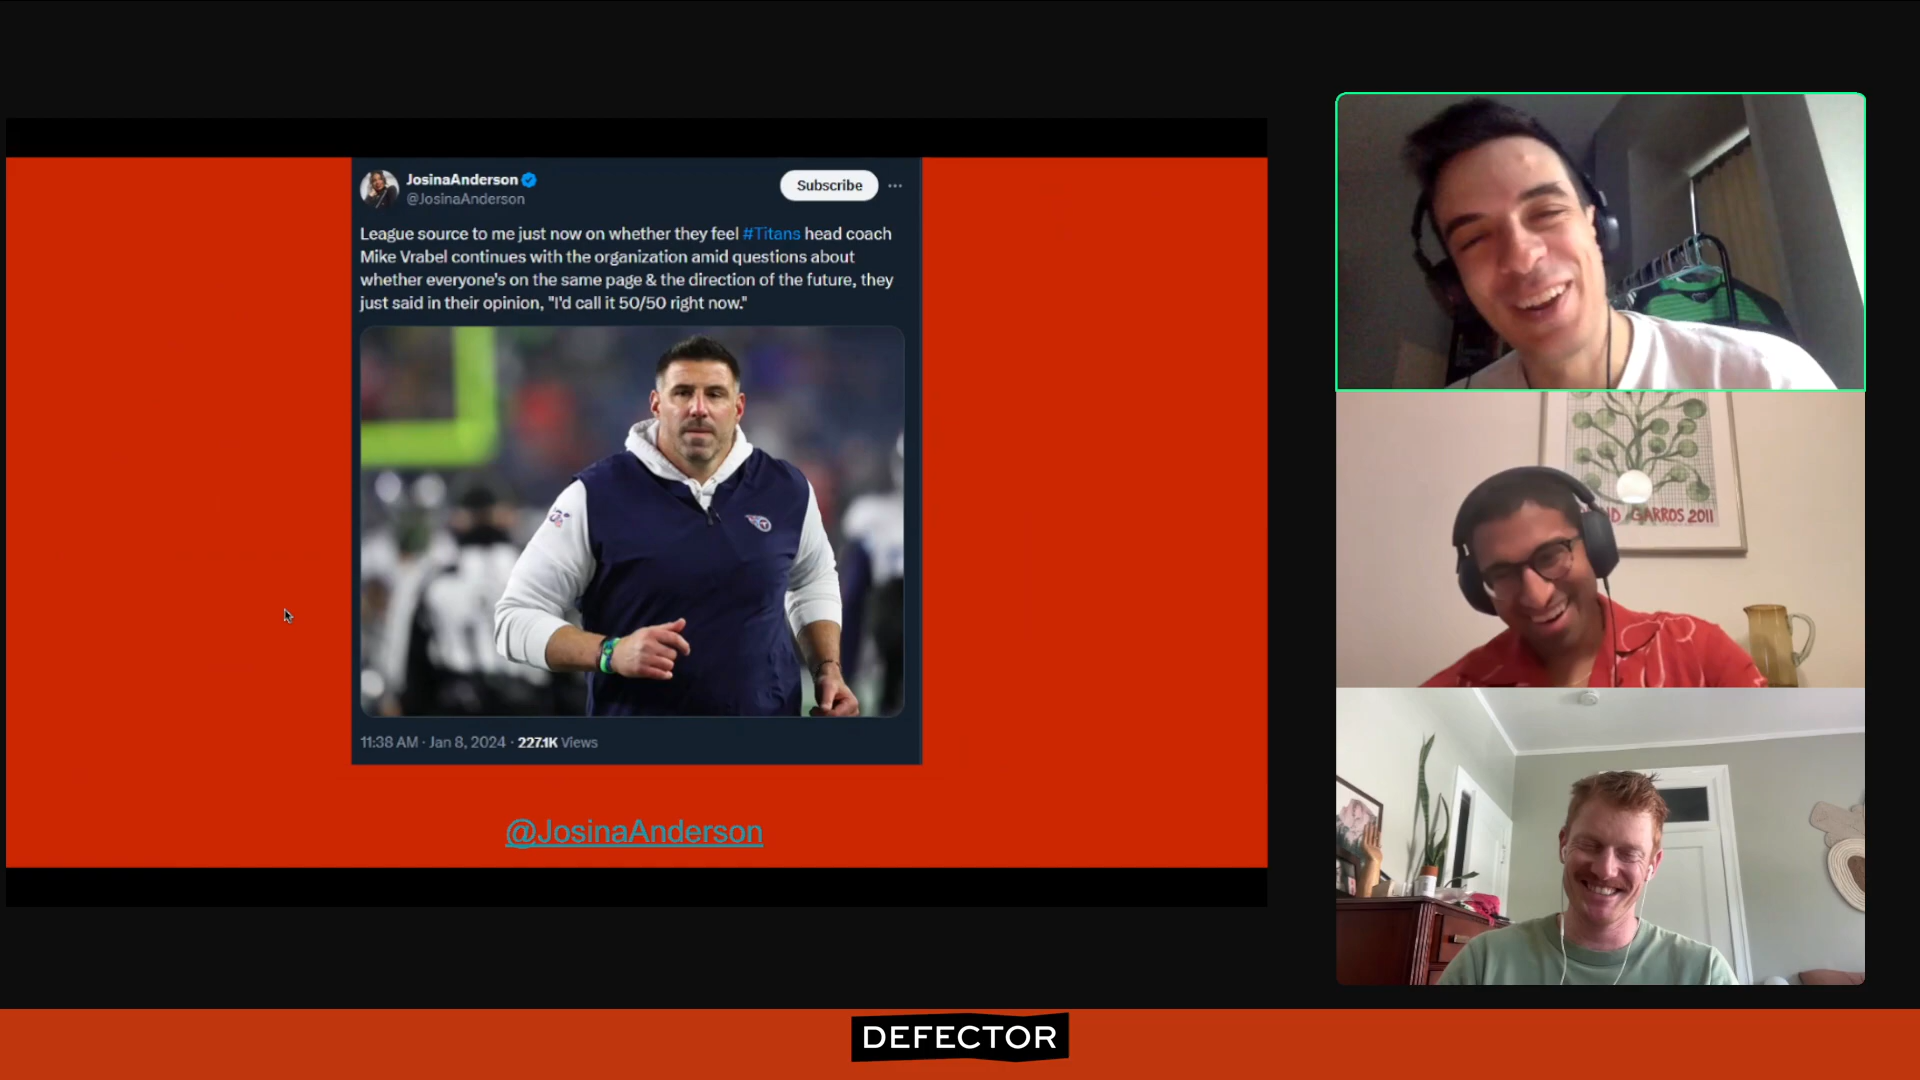 JosinaAnderson
@JosinaAnderson
Subscribe
League source to me just now on whether they feel #Titans head coach
Mike Vrabel continues with the organization amid questions about
whether everyone's on the same page & the direction of the future, they
just said in their opinion, "I'd call it 50/50 right now."
11:38 AM · Jan 8, 2024 · 227.1K Views
@JosinaAnderson
GARROS 2011
DEFECTOR